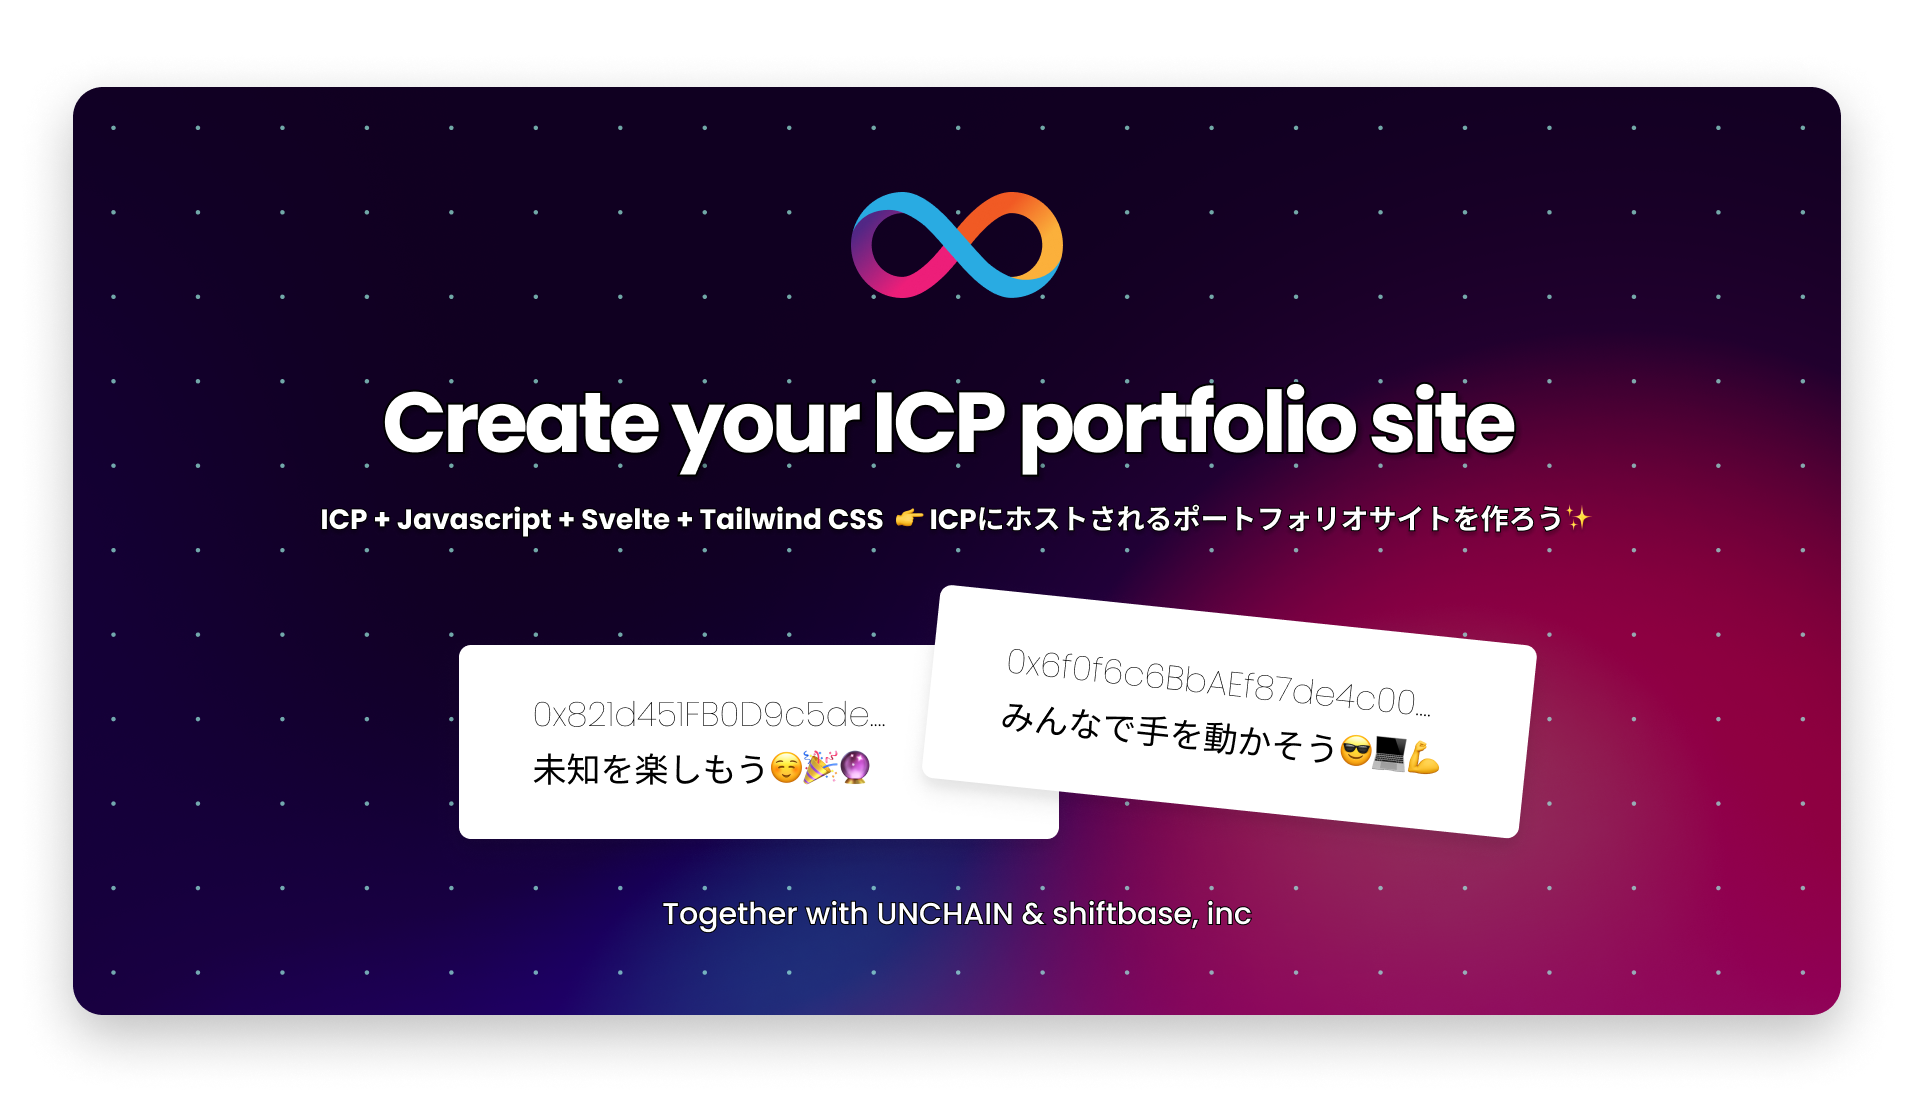 Create your ICP portfolio site
ICP + Javascript + Svelte + Tailwind CSS 👉 ICPにホストされるポートフォリオサイトを作ろう✨
0x821d451FB0D9c5de....
未知を楽しもう☺️🎉🔮
0x6f0f6c6BbAEf87de4c00....
みんなで手を動かそう😎💻💪
Together with UNCHAIN & shiftbase, inc